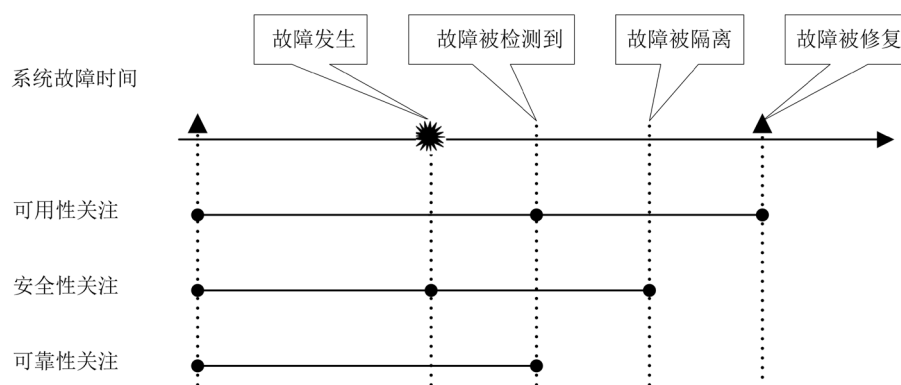 故障发生
故障被检测到
故障被隔离
故障被修复
系统故障时间
可用性关注
安全性关注
可靠性关注